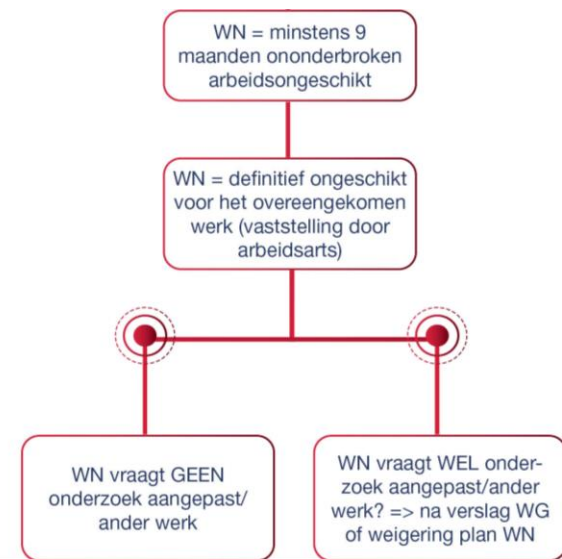 WN = minstens 9
maanden ononderbroken
arbeidsongeschikt
WN = definitief ongeschikt
voor het overeengekomen
werk (vaststelling door
arbeidsarts)
WN vraagt GEEN
onderzoek aangepast/
ander werk
WN vraagt WEL onder-
zoek aangepast/ander
werk? => na verslag WG
of weigering plan WN